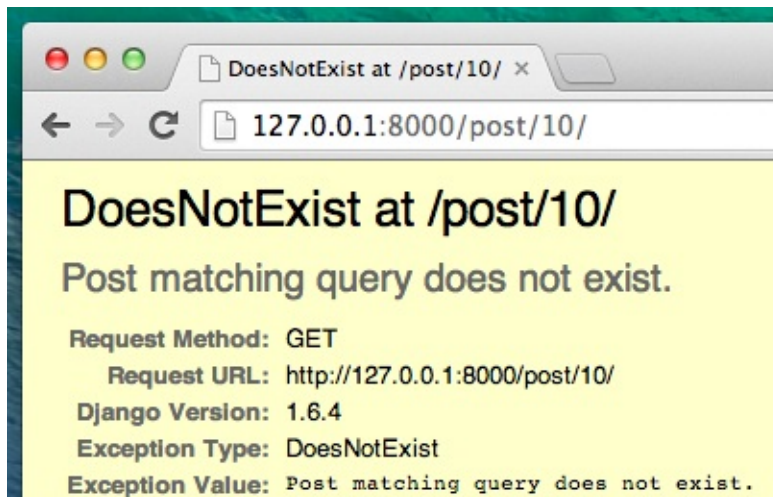 DoesNotExist at /post/10/ ×
127.0.0.1:8000/post/10/
DoesNotExist at /post/10/
Post matching query does not exist.
Request Method: GET
Request URL: http://127.0.0.1:8000/post/10/
Django Version: 1.6.4
Exception Type: DoesNotExist
Exception Value: Post matching query does not exist.